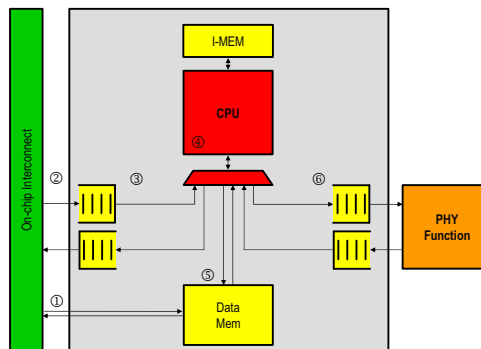 I-MEM
CPU
④
On-chip Interconnect
②
③
⑥
PHY
Function
⑤
①
Data
Mem